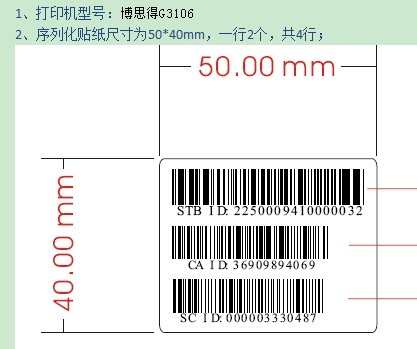 1、打印机型号：博思得G3106
2、序列化贴纸尺寸为50*40mm，一行2个，共4行；
50.00 mm
40.00 mm
STB ID: 2250009410000032
CA ID: 36909894069
SC ID: 000003330487